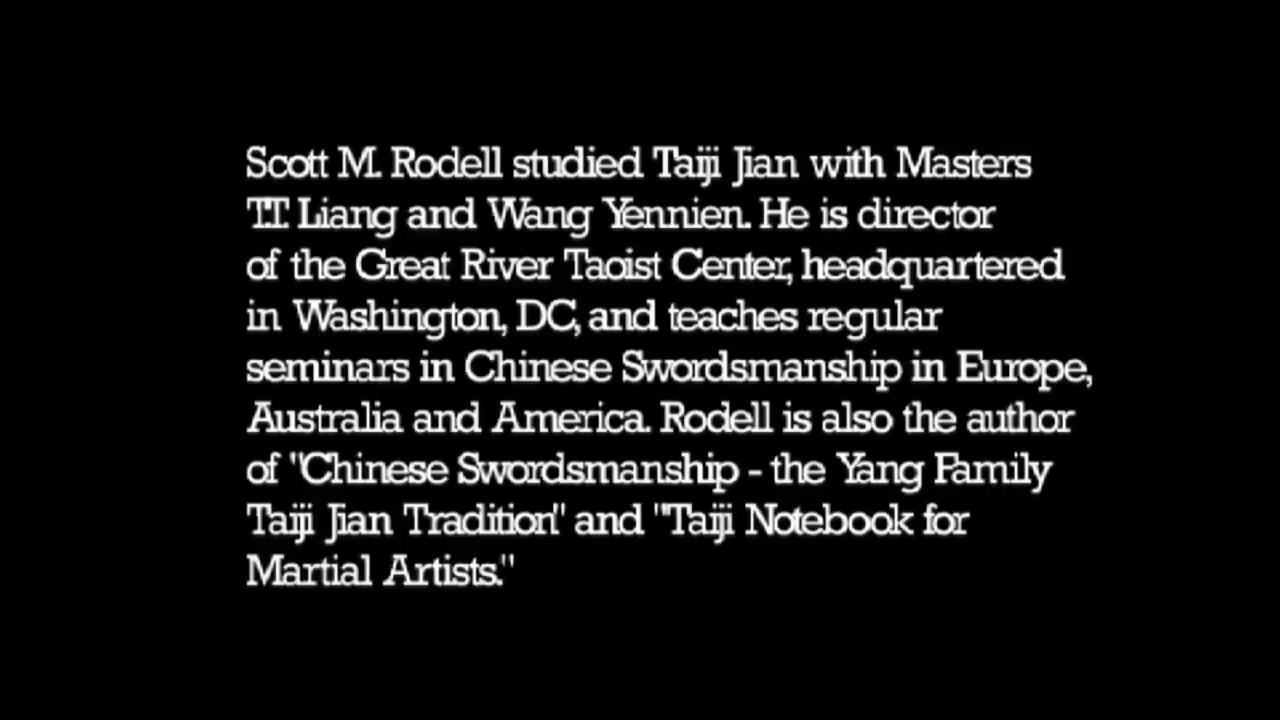 Scott M. Rodell studied Taiji Jian with Masters
T.T. Liang and Wang Yennien. He is director
of the Great River Taoist Center, headquartered
in Washington, DC, and teaches regular
seminars in Chinese Swordsmanship in Europe,
Australia and America. Rodell is also the author
of "Chinese Swordsmanship - the Yang Family
Taiji Jian Tradition" and "Taiji Notebook for
Martial Artists."